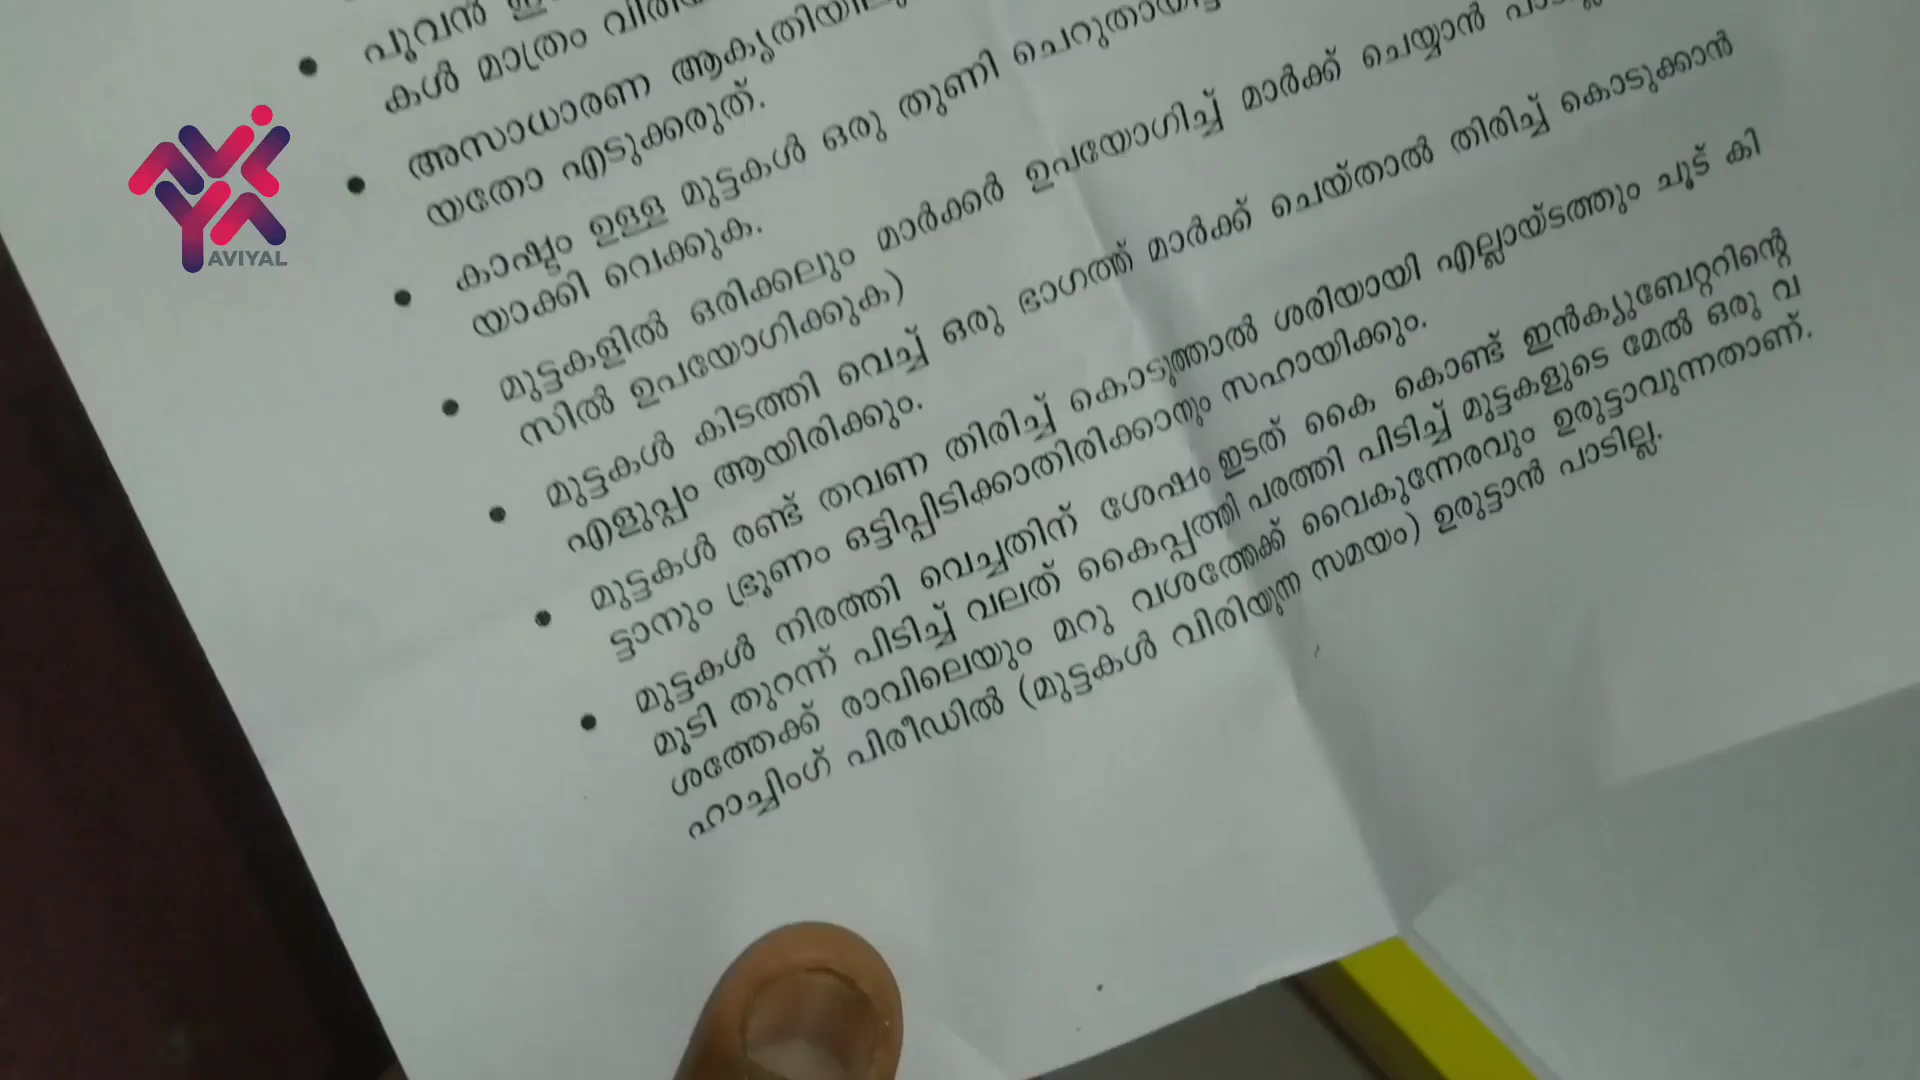 പൂവൻ
കൾ മാത്രം
അസാധാരണ
യതോ എടുക്കരുത്.
കാഷ്ടം ഉള്ള മുട്ടകൾ ഒരു തുണി
യാക്കി വെക്കുക.
മുട്ടകളിൽ ഒരിക്കലും മാർക്കർ ഉപയോഗിച്ച് മാർക്ക് ചെയ്യാൻ
സിൽ ഉപയോഗിക്കുക)
മുട്ടകൾ കിടത്തി വെച്ച് ഒരു ഭാഗത്ത് മാർക്ക് ചെയ്താൽ തിരിച്ച് കൊടുക്കാൻ
എളുപ്പം ആയിരിക്കും.
മുട്ടകൾ രണ്ട് തവണ തിരിച്ച് കൊടുത്താൽ ശരിയായി എല്ലായ്ടത്തും ചൂട് കി
ട്ടാനും ഭ്രൂണം ഒട്ടിപ്പിടിക്കാതിരിക്കാനും സഹായിക്കും.
മുട്ടകൾ നിരത്തി വെച്ചതിന് ശേഷം ഇടത് കൈ കൊണ്ട് ഇൻക്യുബേറ്ററിന്റെ
മൂടി തുറന്ന് പിടിച്ച് വലത് കൈപ്പത്തി പരത്തി പിടിച്ച് മുട്ടകളുടെ മേൽ ഒരു വ
ശത്തേക്ക് രാവിലെയും മറു വശത്തേക്ക് വൈകുന്നേരവും ഉരുട്ടാവുന്നതാണ്.
ഹാച്ചിംഗ് പിരീഡിൽ (മുട്ടകൾ വിരിയുന്ന സമയം) ഉരുട്ടാൻ പാടില്ല.
AVIYAL